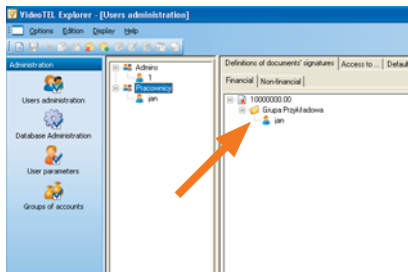 VideoTEL Explorer - [Users administration]
Options Edition Display Help
Administration
Users administration
Database Administration
User parameters
Groups of accounts
Admins
1
Pracownicy
jan
Definitions of documents' signatures Access to ... Default
Financial Non-financial
10000000.00
Grupa Przykładowa
jan